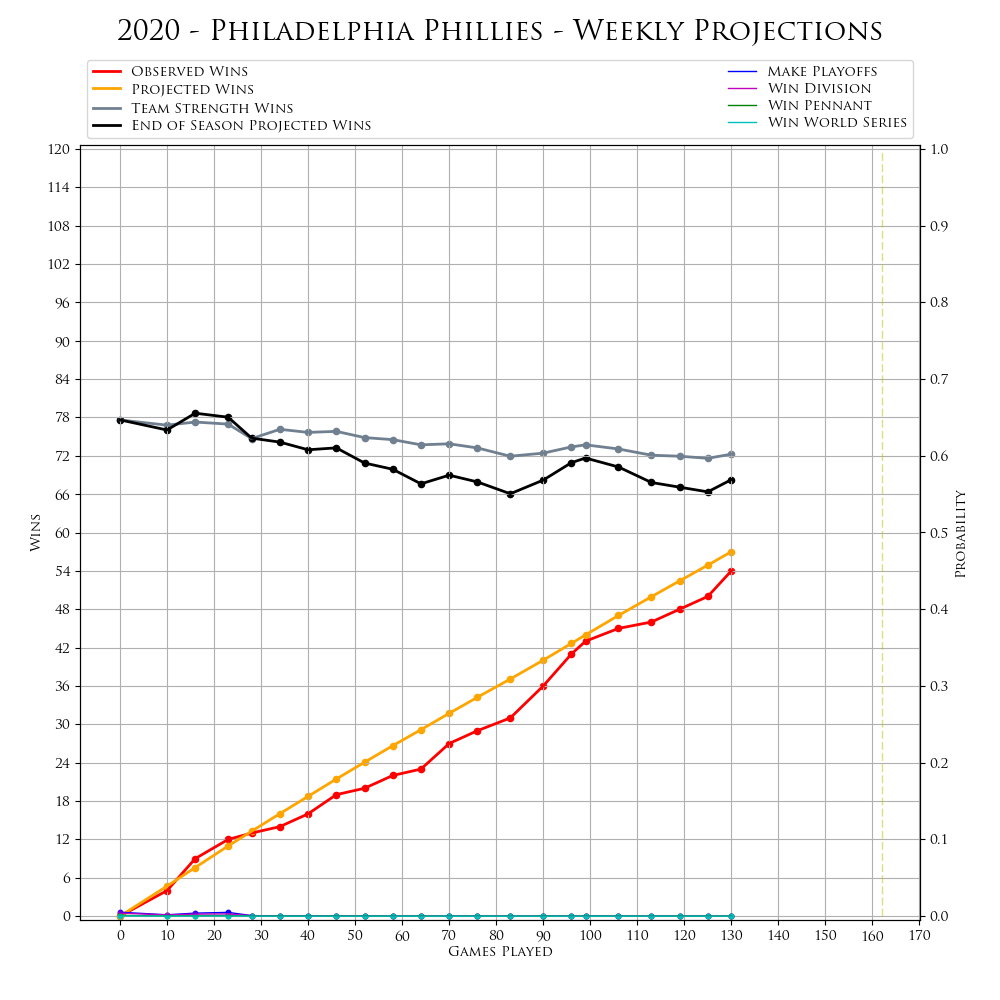 2020 - Philadelphia Phillies - Weekly Projections
Observed Wins
Projected Wins
Team Strength Wins
End of Season Projected Wins
Make Playoffs
Win Division
Win Pennant
Win World Series
120
114
108
102
96
90
84
78
72
66
60
54
48
42
36
30
24
18
12
6
0
Wins
1.0
0.9
0.8
0.7
0.6
0.5
0.4
0.3
0.2
0.1
0.0
Probability
0 10 20 30 40 50 60 70 80 90 100 110 120 130 140 150 160 170
Games Played